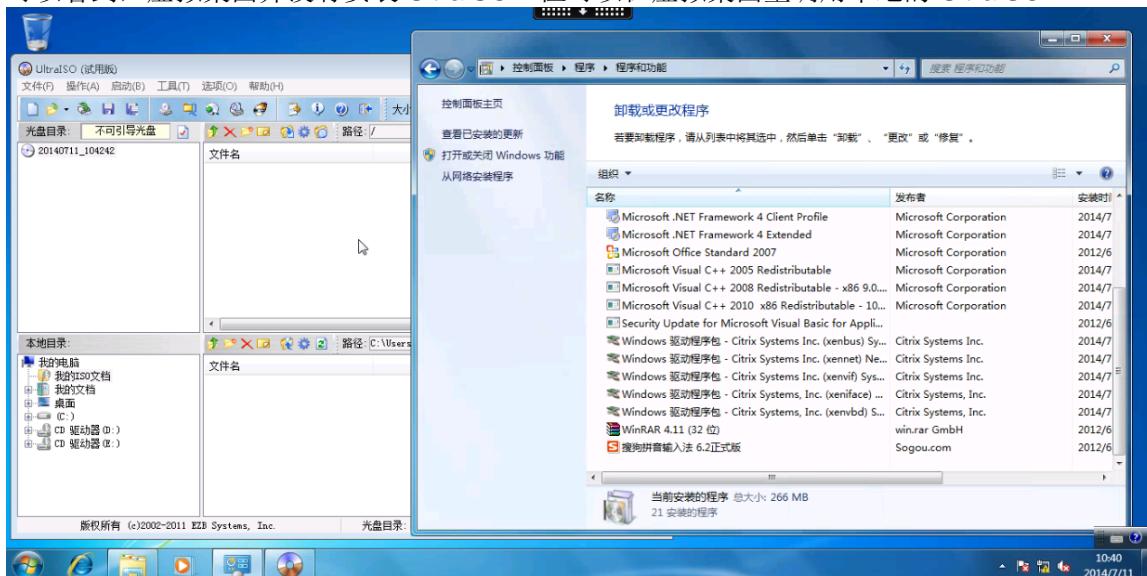 UltraISO (试用版)
文件(F) 操作(A) 启动(B) 工具(T) 选项(O) 帮助(H)
大小
光盘目录: 不可引导光盘 路径: /
20140711_104242 文件名
本地目录: 路径: C:\Users
我的电脑 文件名
我的ISO文档
我的文档
桌面
(C:)
CD 驱动器(D:)
CD 驱动器(E:)
版权所有 (c)2002-2011 EZB Systems, Inc. 光盘目录:
控制面板 程序 程序和功能 搜索 程序和功能
控制面板主页
查看已安装的更新
打开或关闭 Windows 功能
从网络安装程序
卸载或更改程序
若要卸载程序，请从列表中将其选中，然后单击“卸载”、“更改”或“修复”。
组织
名称 发布者 安装时间
Microsoft .NET Framework 4 Client Profile Microsoft Corporation 2014/7
Microsoft .NET Framework 4 Extended Microsoft Corporation 2014/7
Microsoft Office Standard 2007 Microsoft Corporation 2012/6
Microsoft Visual C++ 2005 Redistributable Microsoft Corporation 2014/7
Microsoft Visual C++ 2008 Redistributable - x86 9.0.... Microsoft Corporation 2014/7
Microsoft Visual C++ 2010 x86 Redistributable - 10... Microsoft Corporation 2014/7
Security Update for Microsoft Visual Basic for Appli... 2012/6
Windows 驱动程序包 - Citrix Systems Inc. (xenbus) Sy... Citrix Systems Inc. 2014/7
Windows 驱动程序包 - Citrix Systems Inc. (xennet) Ne... Citrix Systems Inc. 2014/7
Windows 驱动程序包 - Citrix Systems Inc. (xenvif) Sys... Citrix Systems Inc. 2014/7
Windows 驱动程序包 - Citrix Systems, Inc. (xeniface) ... Citrix Systems, Inc. 2014/7
Windows 驱动程序包 - Citrix Systems, Inc. (xenvbd) S... Citrix Systems, Inc. 2014/7
WinRAR 4.11 (32 位) win.rar GmbH 2012/6
搜狗拼音输入法 6.2正式版 Sogou.com 2012/6
当前安装的程序 总大小: 266 MB
21 安装的程序
10:40
2014/7/11